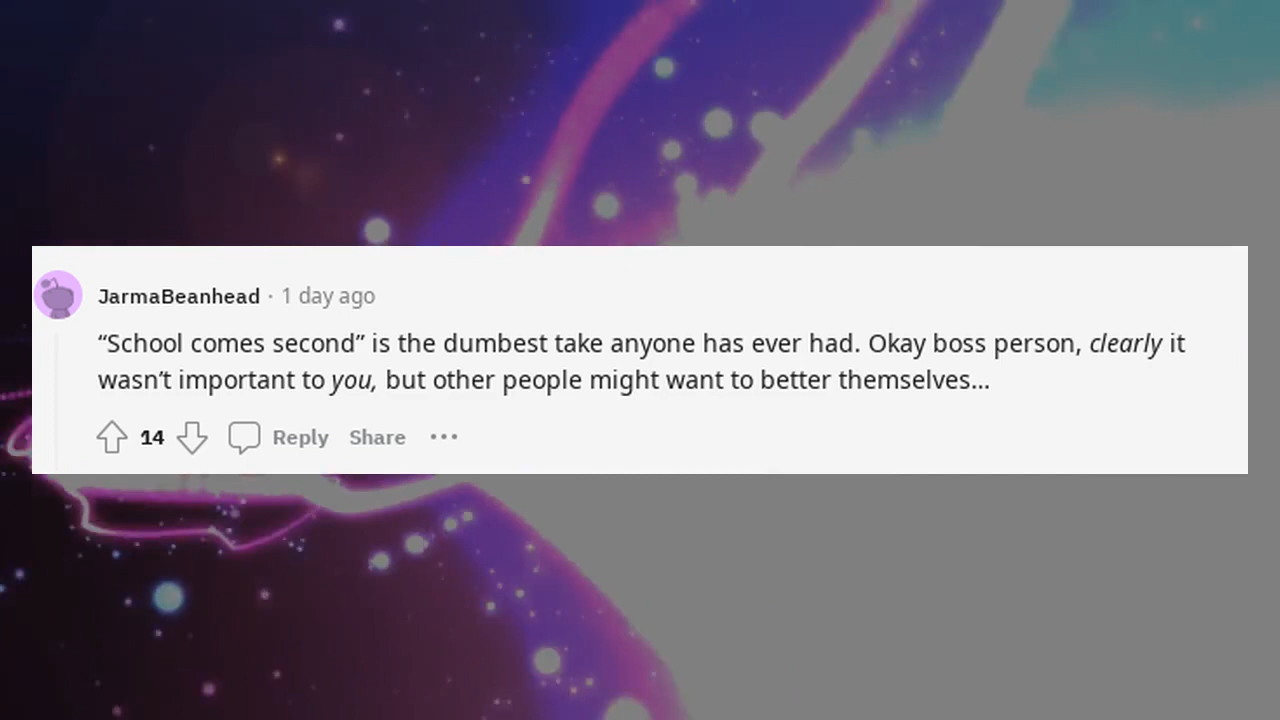 JarmaBeanhead · 1 day ago
“School comes second” is the dumbest take anyone has ever had. Okay boss person, clearly it
wasn’t important to you, but other people might want to better themselves...
14 Reply Share ···